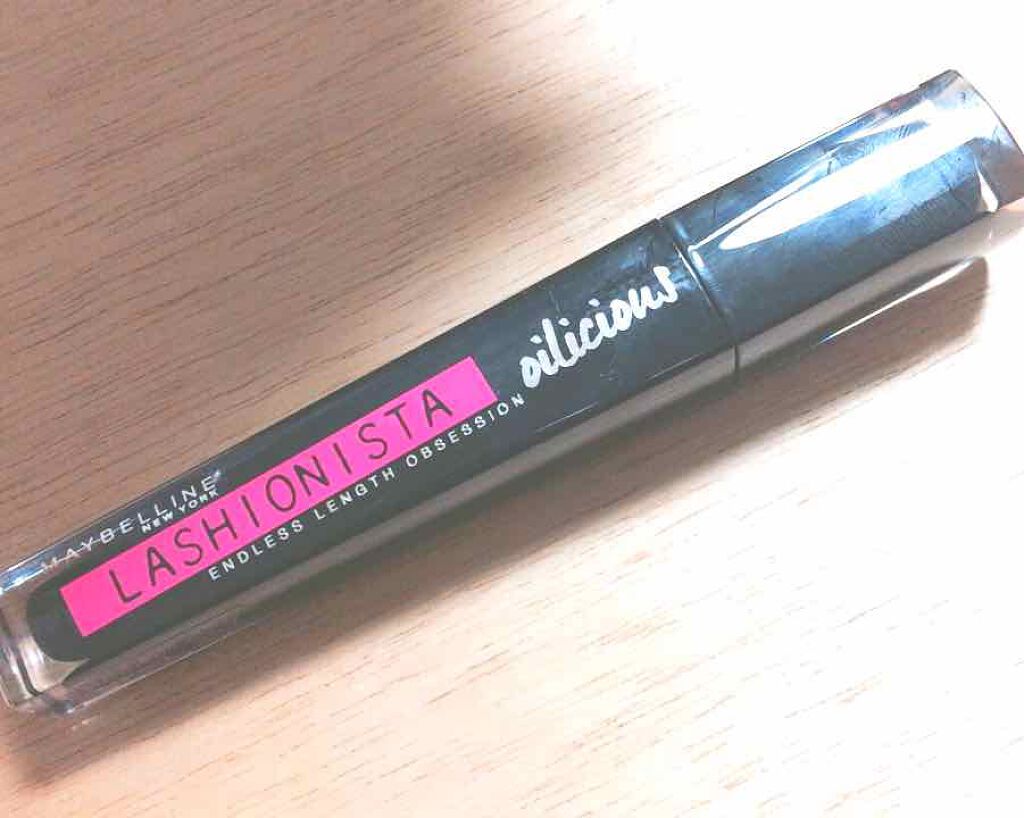 MAYBELLINE
NEW YORK
LASHIONISTA
ENDLESS LENGTH OBSESSION
oilicious